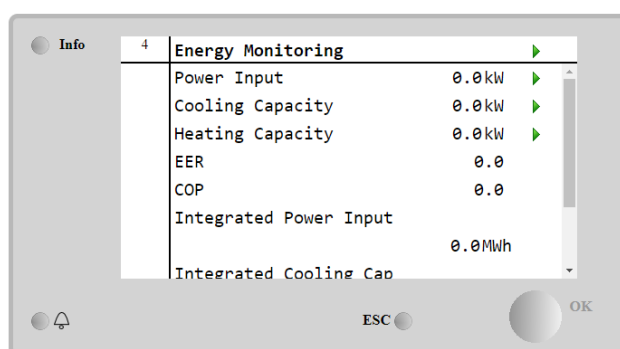 Info
4 Energy Monitoring
Power Input 0.0kW
Cooling Capacity 0.0kW
Heating Capacity 0.0kW
EER 0.0
COP 0.0
Integrated Power Input
0.0MWh
Integrated Cooling Cap
ESC
OK